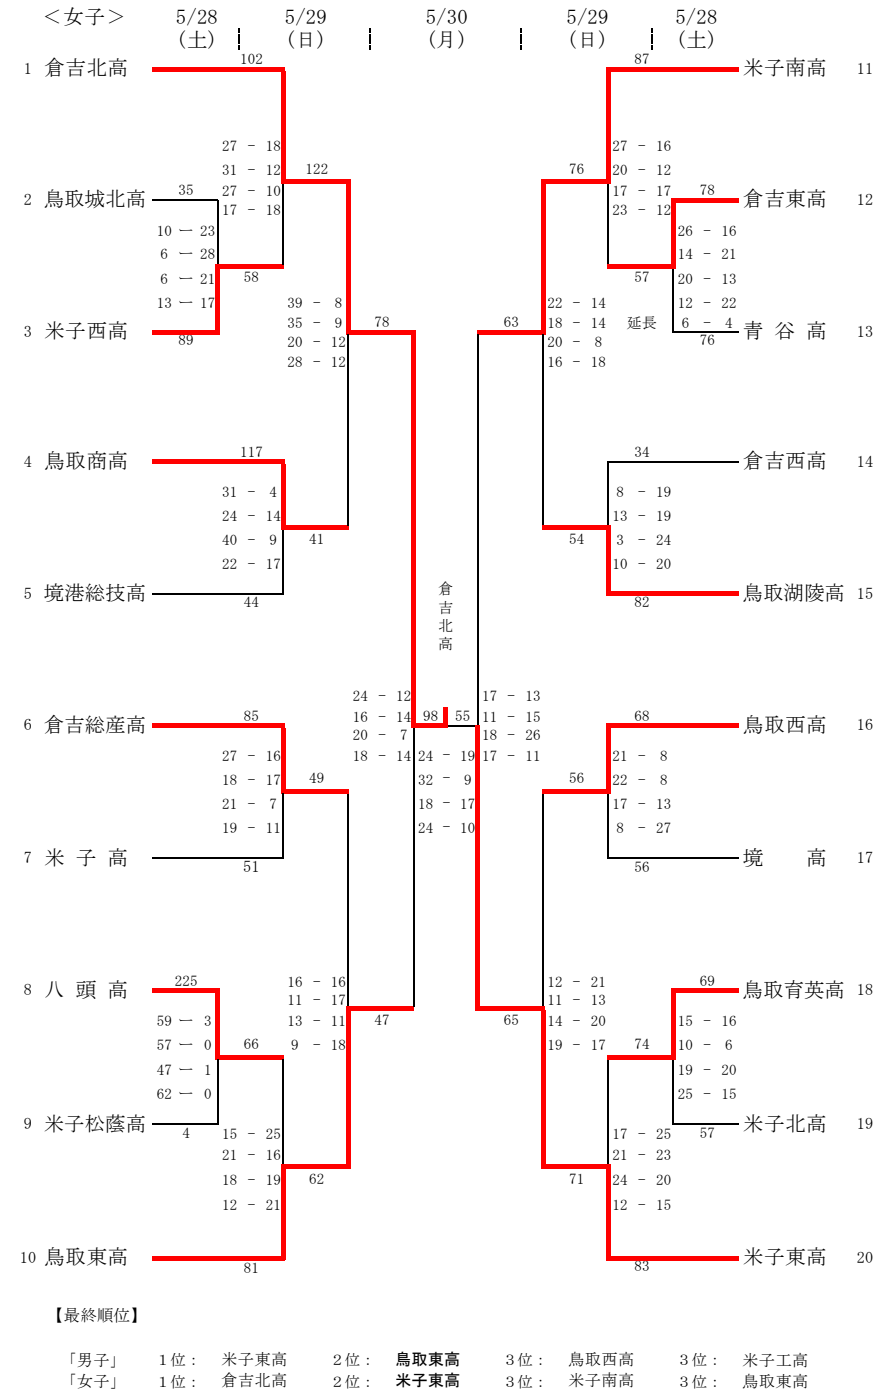 ＜女子＞ 5/28 5/29 5/30 5/29 5/28
（土） （日） （月） （日） （土）
102 87
1 倉吉北高 米子南高 11
27 - 18 27 - 16
31 - 12 122 76 20 - 12
27 - 10 17 - 17
35 78
2 鳥取城北高 倉吉東高 12
17 - 18 23 - 12
10 ー 23 26 - 16
6 ー 28 14 - 21
58 57
6 ー 21 20 - 13
13 ー 17 39 - 8 22 - 14 12 - 22
35 - 9 78 63 18 - 14 延長 6 - 4
3 米子西高 青谷高 13
89 20 - 12 20 - 8 76
28 - 12 16 - 18
117 34
4 鳥取商高 倉吉西高 14
31 - 4 8 - 19
24 - 14 13 - 19
40 - 9 41 54 3 - 24
22 - 17 10 - 20
5 境港総技高 鳥取湖陵高 15
44 82
倉吉北高
24 - 12 17 - 13
85 16 - 14 98 55 11 - 15 68
6 倉吉総産高 鳥取西高 16
20 - 7 18 - 26
27 - 16 18 - 14 24 - 19 17 - 11 21 - 8
18 - 17 49 32 - 9 56 22 - 8
21 - 7 18 - 17 17 - 13
19 - 11 24 - 10 8 - 27
7 米子高 境高 17
51 56
225 16 - 16 12 - 21 69
8 八頭高 鳥取育英高 18
11 - 17 11 - 13
59 ー 3 13 - 11 47 65 14 - 20 15 - 16
57 ー 0 66 9 - 18 19 - 17 74 10 - 6
47 ー 1 19 - 20
62 ー 0 25 - 15
9 米子松蔭高 米子北高 19
4 15 - 25 17 - 25 57
21 - 16 21 - 23
18 - 19 62 71 24 - 20
12 - 21 12 - 15
10 鳥取東高 米子東高 20
81 83
【最終順位】
「男子」 1位： 米子東高 2位： 鳥取東高 3位： 鳥取西高 3位： 米子工高
「女子」 1位： 倉吉北高 2位： 米子東高 3位： 米子南高 3位： 鳥取東高